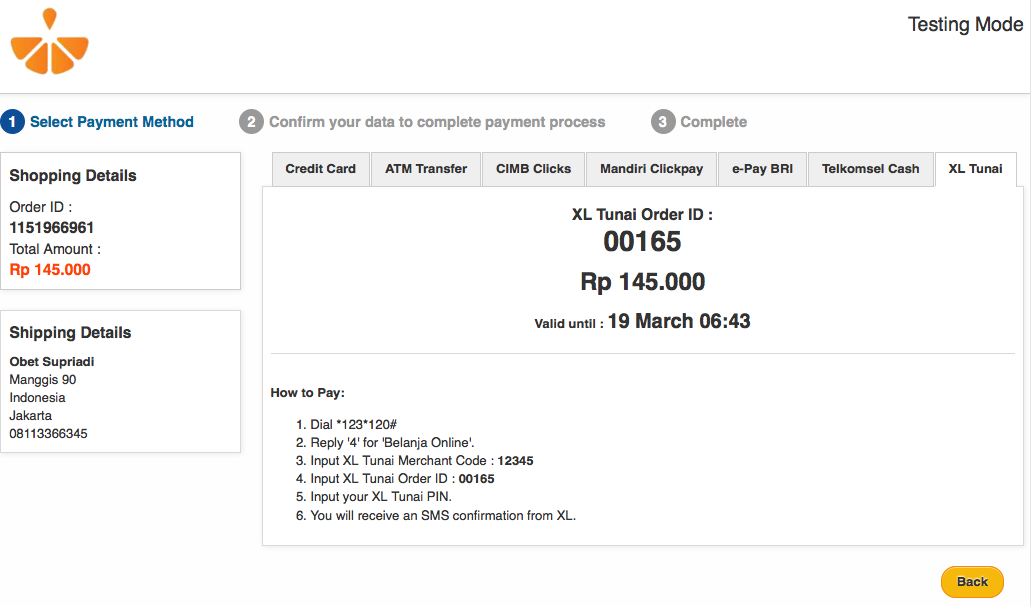 Testing Mode
1 Select Payment Method
2 Confirm your data to complete payment process
3 Complete
Shopping Details
Order ID :
1151966961
Total Amount :
Rp 145.000
Shipping Details
Obet Supriadi
Manggis 90
Indonesia
Jakarta
08113366345
Credit Card
ATM Transfer
CIMB Clicks
Mandiri Clickpay
e-Pay BRI
Telkomsel Cash
XL Tunai
XL Tunai Order ID :
00165
Rp 145.000
Valid until : 19 March 06:43
How to Pay:
1. Dial *123*120#
2. Reply '4' for 'Belanja Online'.
3. Input XL Tunai Merchant Code : 12345
4. Input XL Tunai Order ID : 00165
5. Input your XL Tunai PIN.
6. You will receive an SMS confirmation from XL.
Back